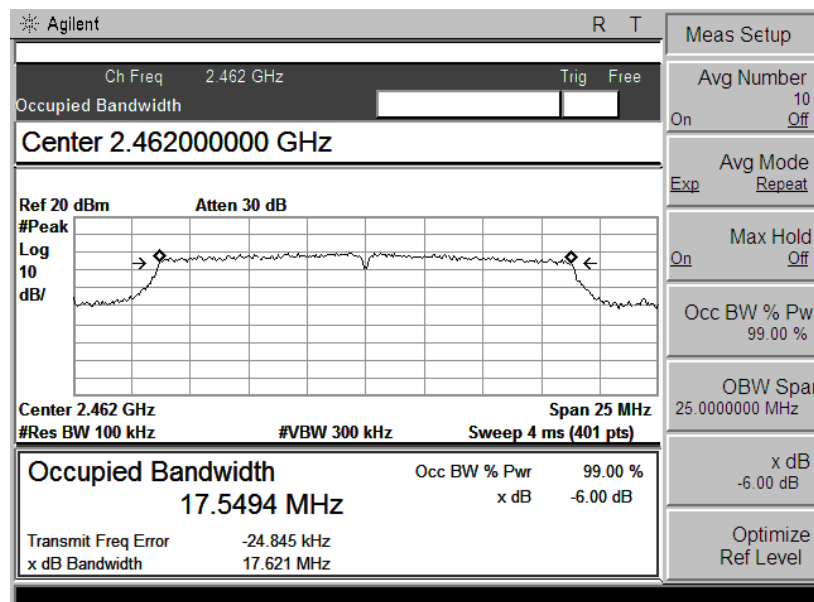 Agilent R T
Ch Freq 2.462 GHz Trig Free
Occupied Bandwidth
Center 2.462000000 GHz
Ref 20 dBm Atten 30 dB
#Peak
Log
10
dB/
Center 2.462 GHz Span 25 MHz
#Res BW 100 kHz #VBW 300 kHz Sweep 4 ms (401 pts)
Occupied Bandwidth Occ BW % Pwr 99.00 %
17.5494 MHz x dB -6.00 dB
Transmit Freq Error -24.845 kHz
x dB Bandwidth 17.621 MHz
Meas Setup
Avg Number
10
On Off
Avg Mode
Exp Repeat
Max Hold
On Off
Occ BW % Pw
99.00 %
OBW Spa
25.0000000 MHz
x dB
-6.00 dB
Optimize
Ref Level